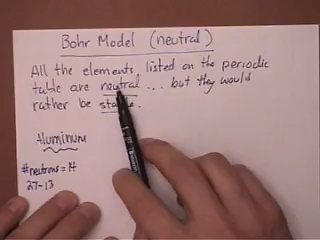 Bohr Model (neutral)
All the elements listed on the periodic
table are neutral ... but they would
rather be stable.
Aluminum
#neutrons = 14
27-13